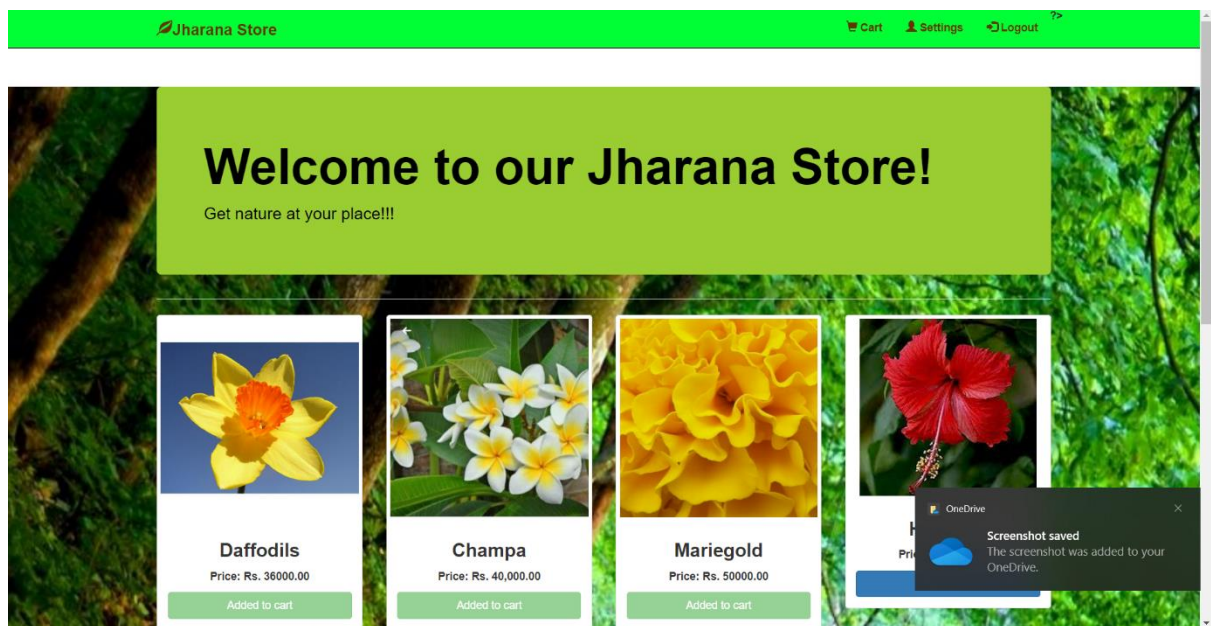 Jharana Store
Cart Settings Logout ?>
Welcome to our Jharana Store!
Get nature at your place!!!
Daffodils
Price: Rs. 36000.00
Added to cart
Champa
Price: Rs. 40,000.00
Added to cart
Mariegold
Price: Rs. 50000.00
Added to cart
OneDrive
Screenshot saved
The screenshot was added to your
OneDrive.